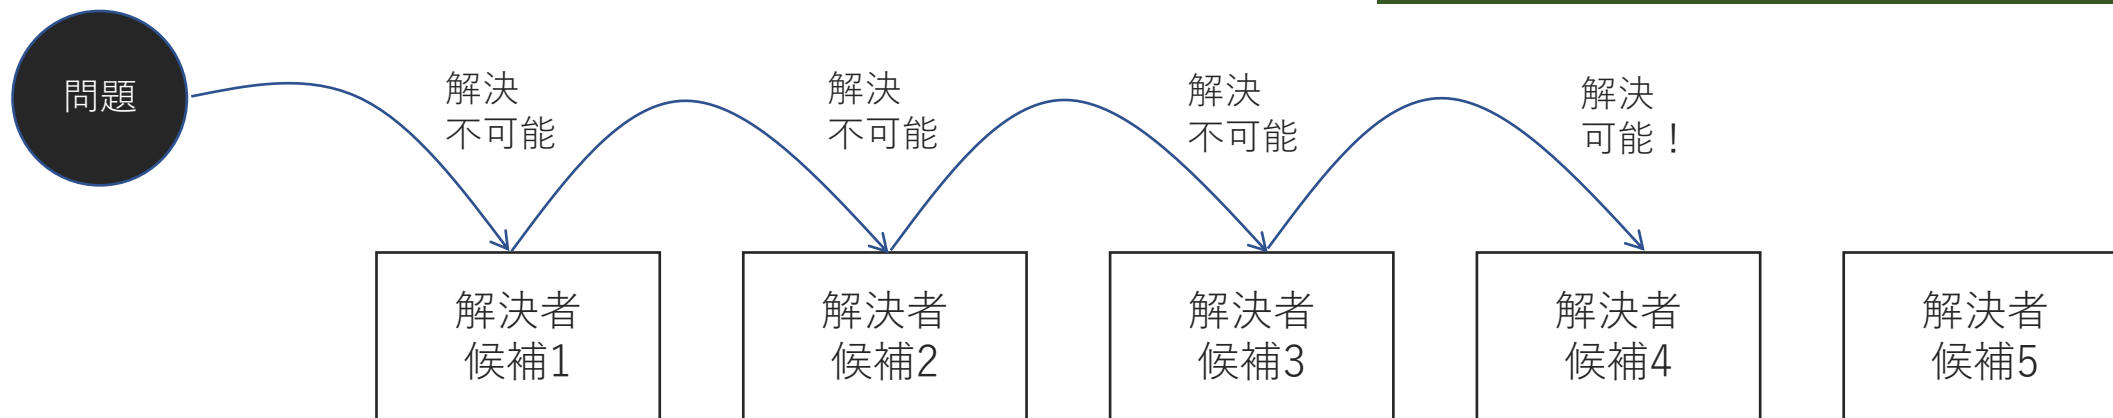 問題
解決
不可能
解決
不可能
解決
不可能
解決
可能！
解決者
候補1
解決者
候補2
解決者
候補3
解決者
候補4
解決者
候補5